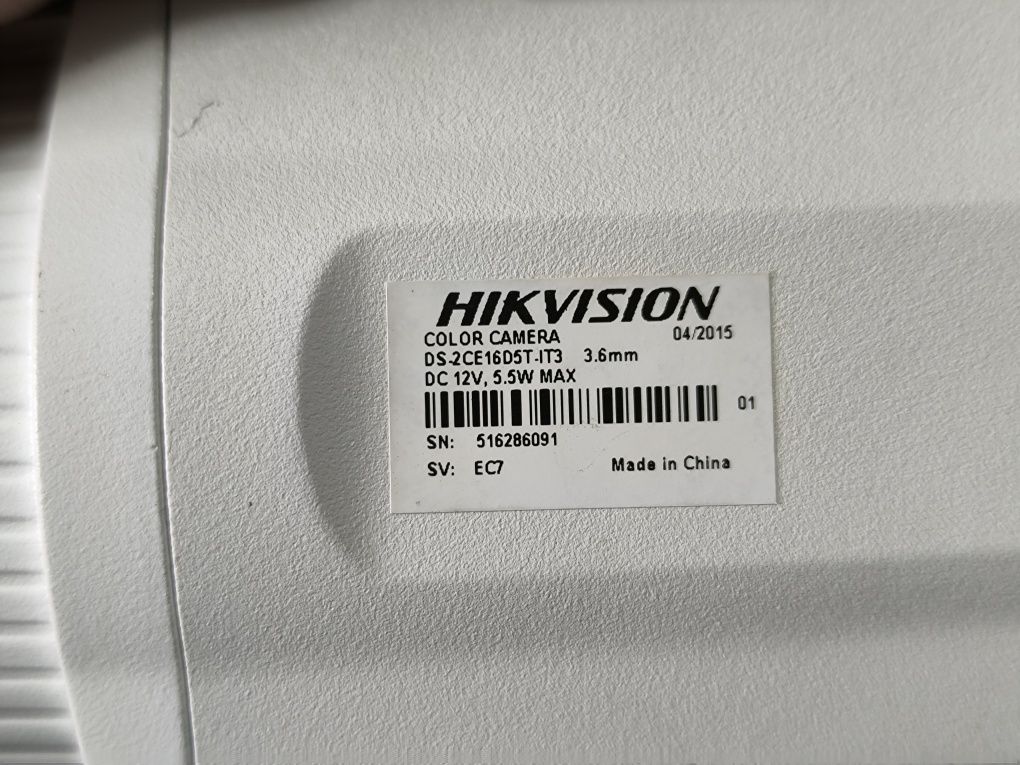 HIKVISION
COLOR CAMERA 04/2015
DS-2CE16D5T-IT3 3.6mm
DC 12V, 5.5W MAX
01
SN: 516286091
SV: EC7 Made in China